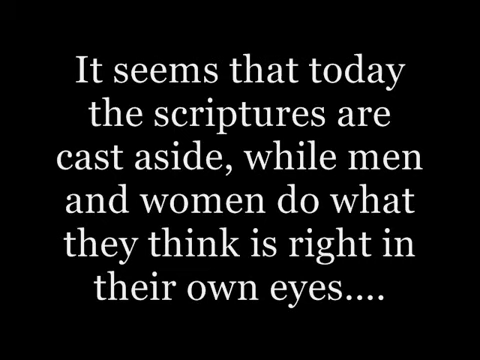 It seems that today
the scriptures are
cast aside, while men
and women do what
they think is right in
their own eyes....